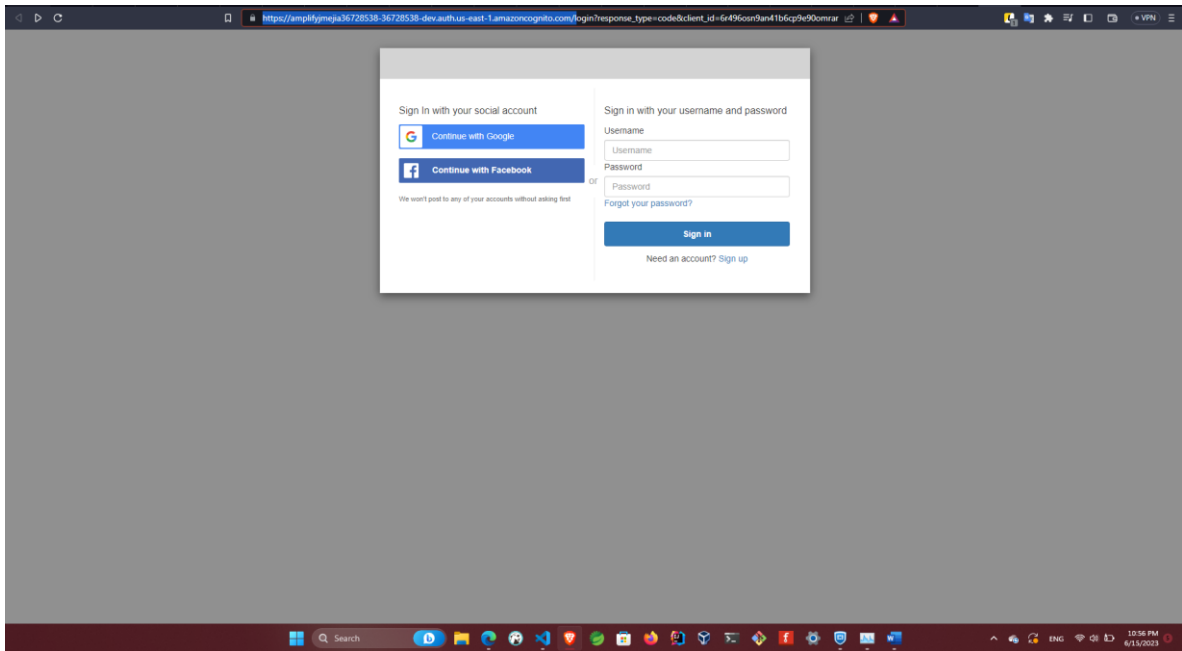 https://amplifyjmejia36728538-36728538-dev.auth.us-east-1.amazoncognito.com/login?response_type=code&client_id=6r496osn9an41b6cp9e90omrar
VPN
Sign In with your social account
Continue with Google
Continue with Facebook
We won't post to any of your accounts without asking first
or
Sign in with your username and password
Username
Username
Password
Password
Forgot your password?
Sign in
Need an account? Sign up
Search
ENG
10:56 PM
6/15/2023